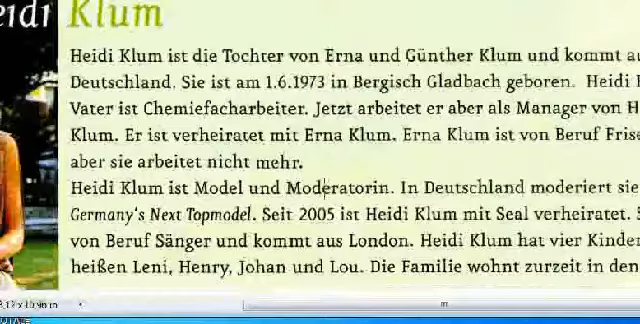 eidi Klum
Heidi Klum ist die Tochter von Erna und Günther Klum und kommt au
Deutschland. Sie ist am 1.6.1973 in Bergisch Gladbach geboren. Heidi
Vater ist Chemiefacharbeiter. Jetzt arbeitet er aber als Manager von H
Klum. Er ist verheiratet mit Erna Klum. Erna Klum ist von Beruf Frise
aber sie arbeitet nicht mehr.
Heidi Klum ist Model und Moderatorin. In Deutschland moderiert sie
Germany's Next Topmodel. Seit 2005 ist Heidi Klum mit Seal verheiratet.
von Beruf Sänger und kommt aus London. Heidi Klum hat vier Kinder
heißen Leni, Henry, Johan und Lou. Die Familie wohnt zurzeit in den